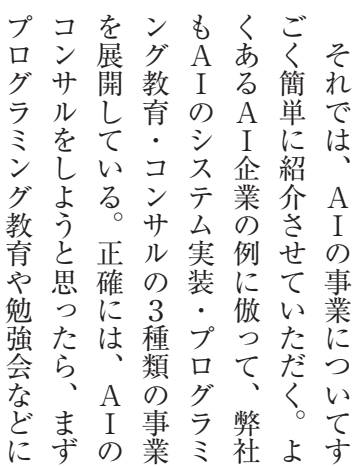 それでは、ＡＩの事業についてす
ごく簡単に紹介させていただく。よ
くあるＡＩ企業の例に倣って、弊社
もＡＩのシステム実装・プログラミ
ング教育・コンサルの３種類の事業
を展開している。正確には、ＡＩの
コンサルをしようと思ったら、まず
プログラミング教育や勉強会などに